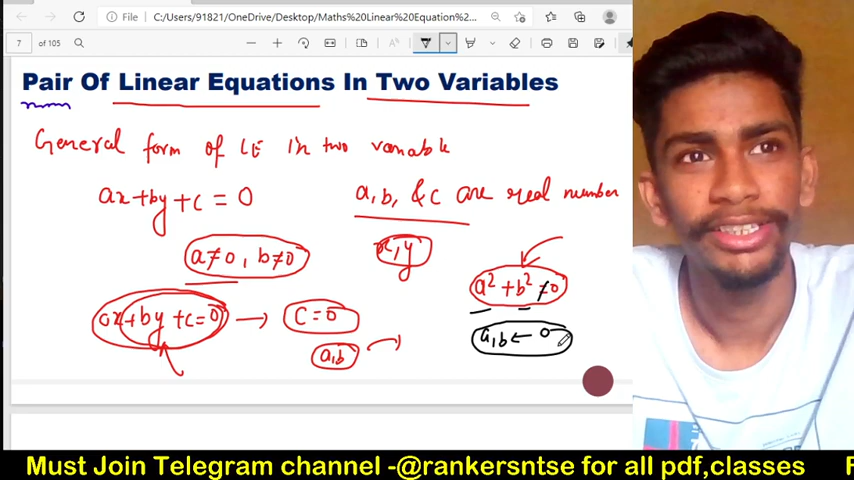 File
C:/Users/91821/OneDrive/Desktop/Maths%20Linear%20Equation%2...
7 of 105
Pair Of Linear Equations In Two Variables
General form of LE in two variable
ax+by+c=0 a,b, & c are real number
a≠0, b≠0 x,y
a²+b²≠0
ax+by+c=0 → c=0
a,b → a,b ← 0
Must Join Telegram channel -@rankersntse for all pdf,classes F